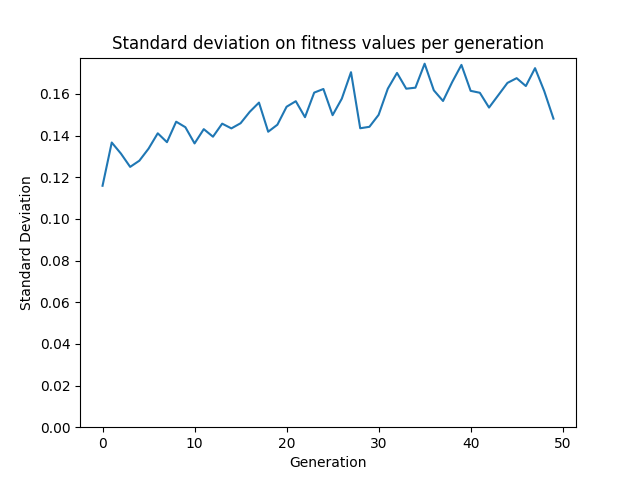 Standard deviation on fitness values per generation
Standard Deviation
0.16
0.14
0.12
0.10
0.08
0.06
0.04
0.02
0.00
0 10 20 30 40 50
Generation